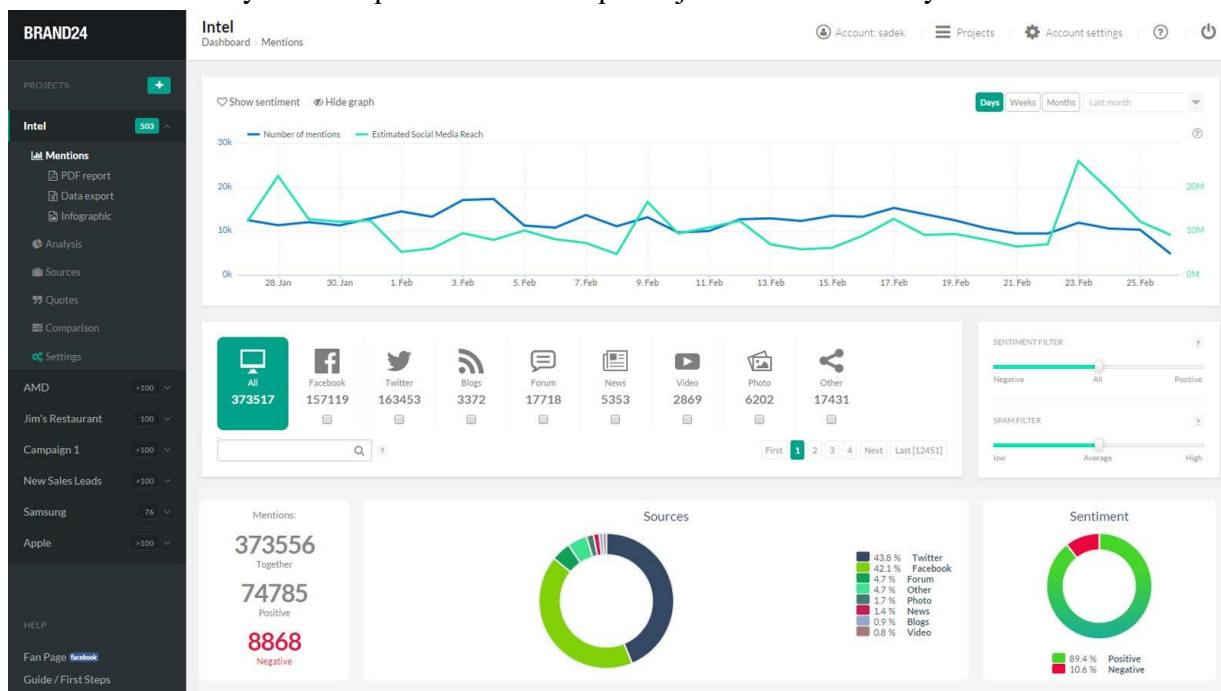 BRAND24
PROJECTS
+
Intel 503
Mentions
PDF report
Data export
Infographic
Analysis
Sources
Quotes
Comparison
Settings
AMD >100
Jim's Restaurant 100
Campaign 1 >100
New Sales Leads >100
Samsung 76
Apple >100
HELP
Fan Page facebook
Guide / First Steps
Intel
Dashboard › Mentions
Account: sadek Projects Account settings ?
Show sentiment Hide graph
Days Weeks Months Last month
?
Number of mentions Estimated Social Media Reach
30k
20k 20M
10k 10M
0k 0M
28. Jan 30. Jan 1. Feb 3. Feb 5. Feb 7. Feb 9. Feb 11. Feb 13. Feb 15. Feb 17. Feb 19. Feb 21. Feb 23. Feb 25. Feb
All Facebook Twitter Blogs Forum News Video Photo Other
373517 157119 163453 3372 17718 5353 2869 6202 17431
? First 1 2 3 4 Next Last [12451]
SENTIMENT FILTER ?
Negative All Positive
SPAM FILTER ?
low Average High
Mentions:
373556
Together
74785
Positive
8868
Negative
Sources
43.8 % Twitter
42.1 % Facebook
4.7 % Forum
4.7 % Other
1.7 % Photo
1.4 % News
0.9 % Blogs
0.8 % Video
Sentiment
89.4 % Positive
10.6 % Negative